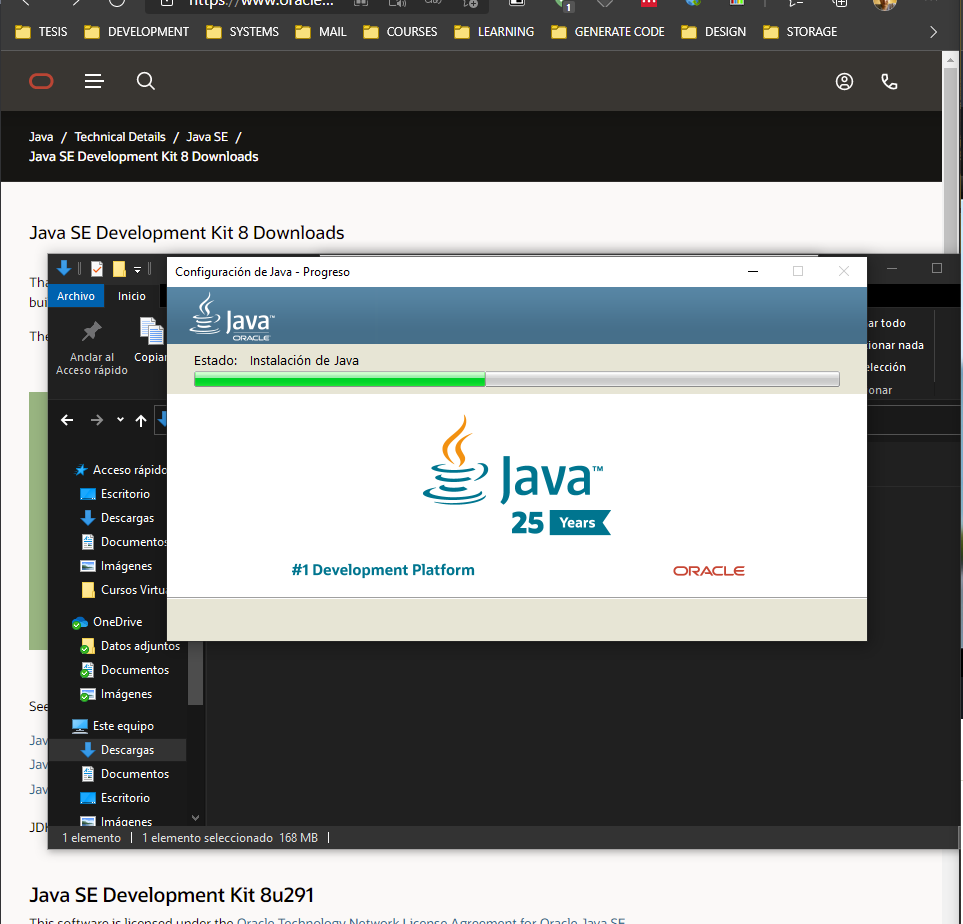 https://www.oracle...
1
TESIS DEVELOPMENT SYSTEMS MAIL COURSES LEARNING GENERATE CODE DESIGN STORAGE
Java / Technical Details / Java SE /
Java SE Development Kit 8 Downloads
Java SE Development Kit 8 Downloads
Tha
bui
The
Archivo Inicio
Anclar al
Acceso rápido
Copiar
Configuración de Java - Progreso
Java™
ORACLE
Estado: Instalación de Java
Java™
25 Years
#1 Development Platform
ORACLE
ar todo
ionar nada
elección
onar
Acceso rápido
Escritorio
Descargas
Documentos
Imágenes
Cursos Virtu
OneDrive
Datos adjuntos
Documentos
Imágenes
Este equipo
Descargas
Documentos
Escritorio
Imágenes
1 elemento 1 elemento seleccionado 168 MB
See
Jav
Jav
Jav
JDK
Java SE Development Kit 8u291
This software is licensed under the Oracle Technology Network License Agreement for Oracle Java SE